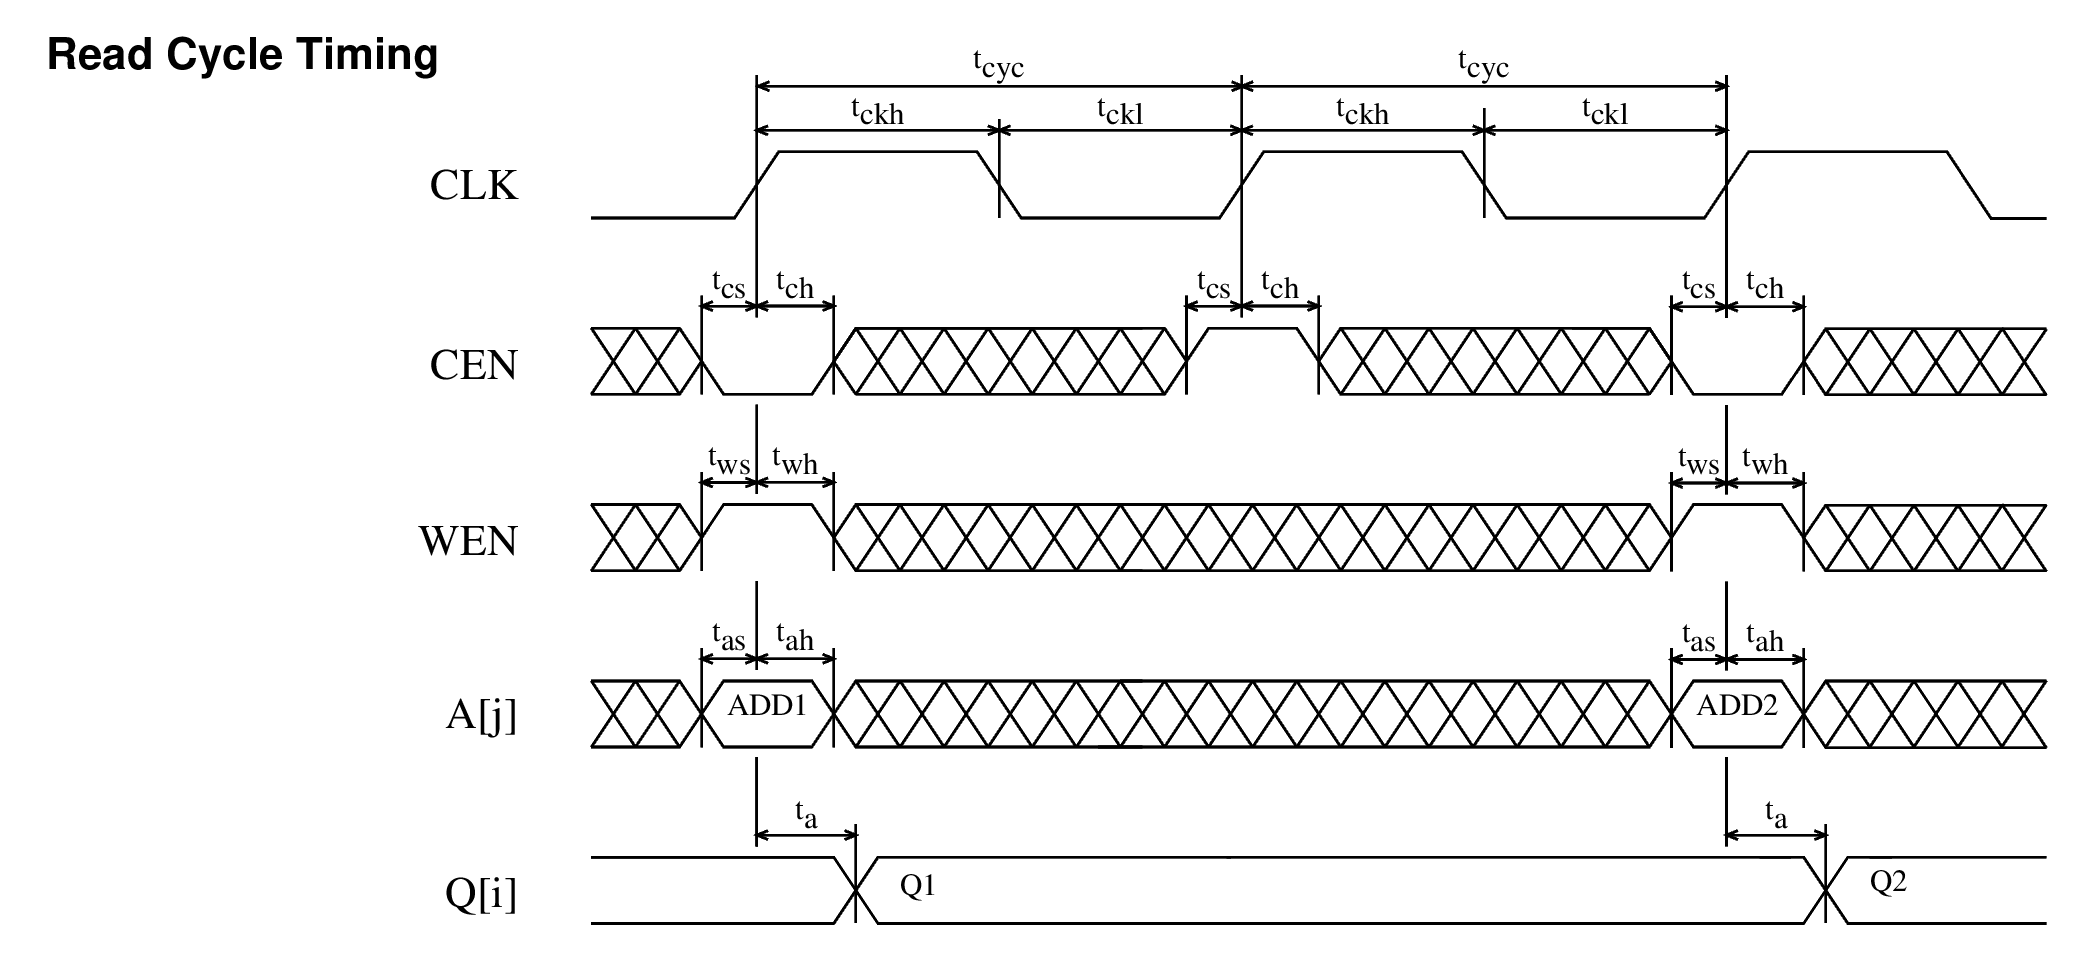 Read Cycle Timing
tcyc tcyc
tckh tckl tckh tckl
CLK
tcs tch tcs tch tcs tch
CEN
tws twh tws twh
WEN
tas tah tas tah
A[j] ADD1 ADD2
ta ta
Q[i] Q1 Q2